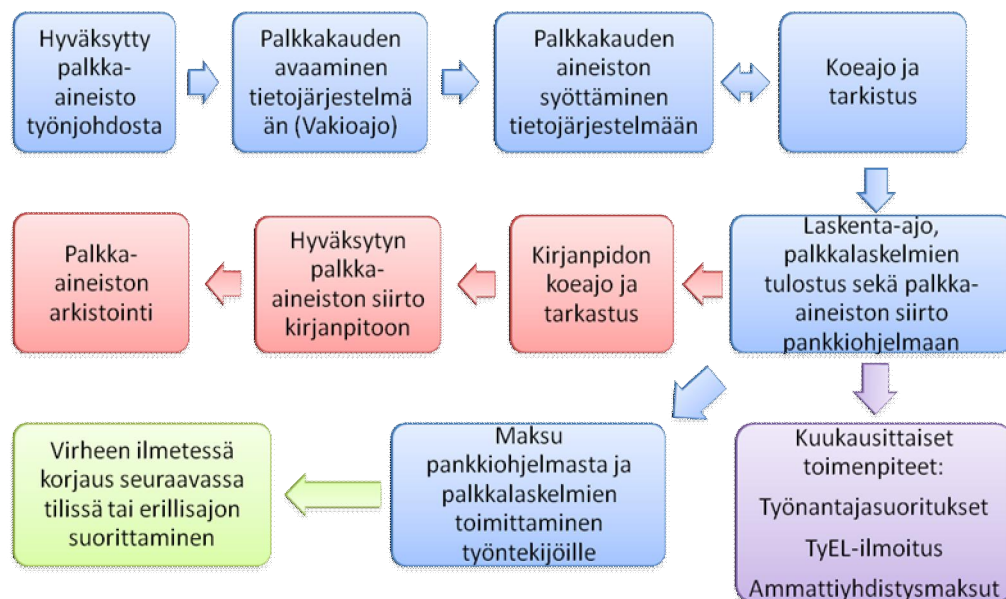 Hyväksytty
palkka-
aineisto
työnjohdosta
Palkkakauden
avaaminen
tietojärjestelmä
än (Vakioajo)
Palkkakauden
aineiston
syöttäminen
tietojärjestelmään
Koeajo ja
tarkistus
Laskenta-ajo,
palkkalaskelmien
tulostus sekä palkka-
aineiston siirto
pankkiohjelmaan
Kirjanpidon
koeajo ja
tarkastus
Hyväksytyn
palkka-
aineiston siirto
kirjanpitoon
Palkka-
aineiston
arkistointi
Maksu
pankkiohjelmasta ja
palkkalaskelmien
toimittaminen
työntekijöille
Virheen ilmetessä
korjaus seuraavassa
tilissä tai erillisajon
suorittaminen
Kuukausittaiset
toimenpiteet:
Työnantajasuoritukset
TyEL-ilmoitus
Ammattiyhdistysmaksut